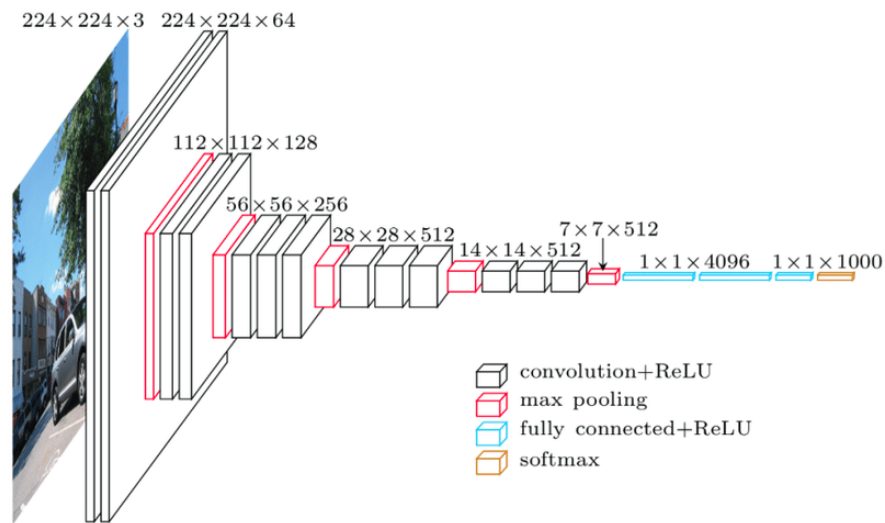 224×224×3
224×224×64
112×112×128
56×56×256
28×28×512
14×14×512
7×7×512
1×1×4096
1×1×1000
convolution+ReLU
max pooling
fully connected+ReLU
softmax